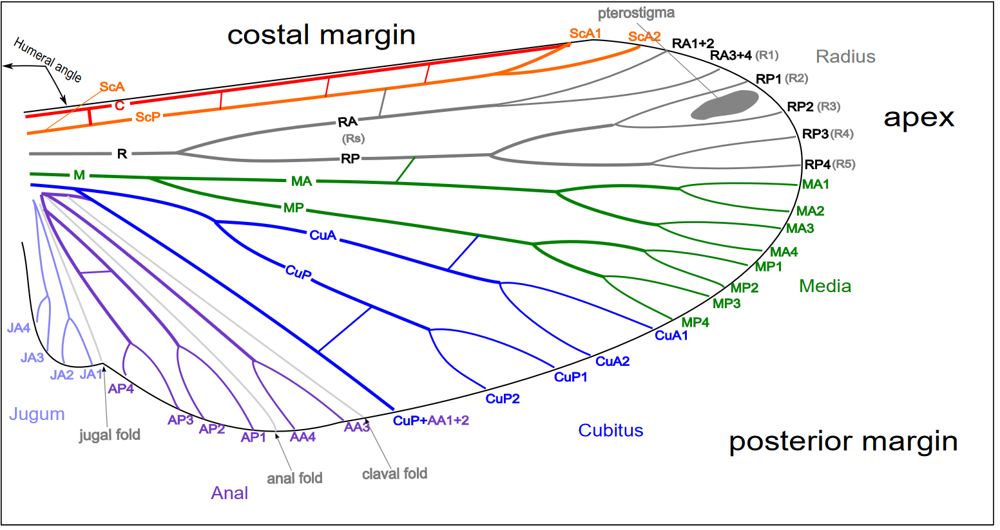 pterostigma
costal margin
ScA1
ScA2
RA1+2
RA3+4 (R1)
Radius
Humeral angle
RP1 (R2)
ScA
C
RP2 (R3)
ScP
apex
RA
(Rs)
RP3 (R4)
R
RP
RP4 (R5)
M
MA
MA1
MP
MA2
MA3
CuA
MA4
CuP
MP1
Media
MP2
MP3
MP4
JA4
CuA1
JA3
CuA2
JA2
JA1
CuP1
AP4
CuP2
Jugum
AP3
CuP+AA1+2
AP2
AA3
jugal fold
AP1
AA4
Cubitus
posterior margin
anal fold
claval fold
Anal